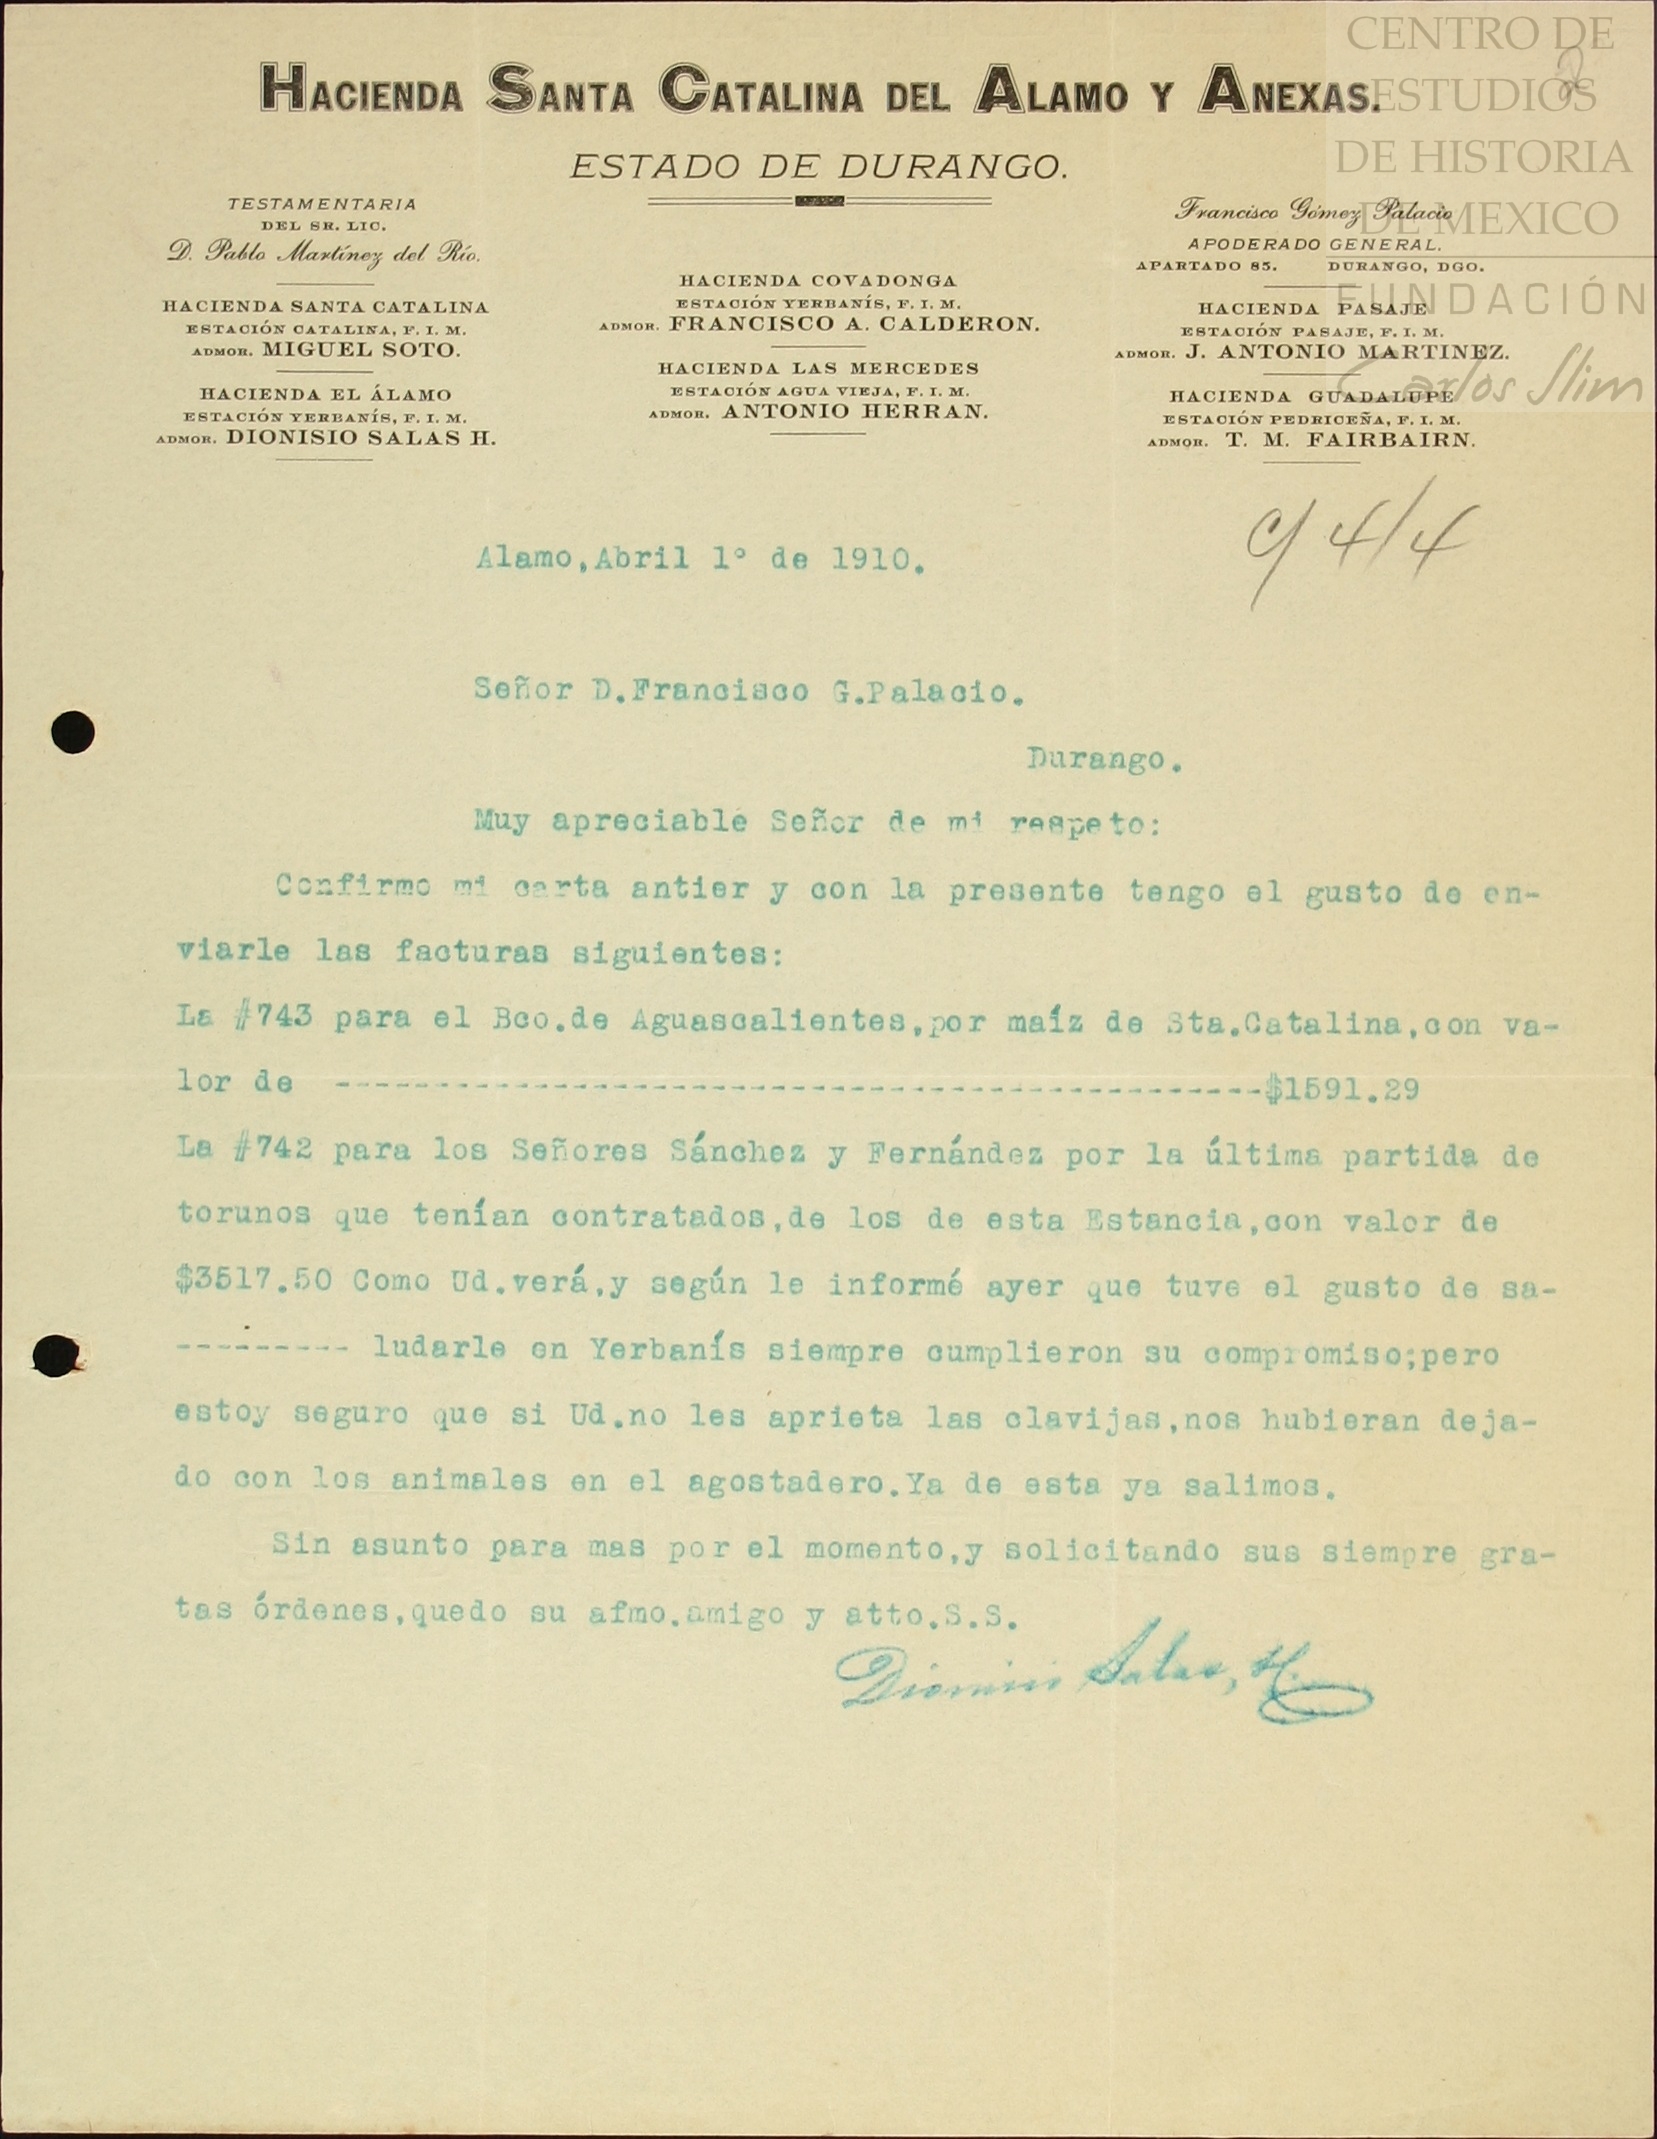 CENTRO DE
ESTUDIOS
DE HISTORIA
DE MEXICO
FUNDACIÓN
Carlos Slim
2
HACIENDA SANTA CATALINA DEL ALAMO Y ANEXAS.
ESTADO DE DURANGO.
TESTAMENTARIA
DEL SR. LIC.
D. Pablo Martínez del Río.
HACIENDA SANTA CATALINA
ESTACIÓN CATALINA, F. I. M.
ADMOR. MIGUEL SOTO.
HACIENDA EL ÁLAMO
ESTACIÓN YERBANÍS, F. I. M.
ADMOR. DIONISIO SALAS H.
HACIENDA COVADONGA
ESTACIÓN YERBANÍS, F. I. M.
ADMOR. FRANCISCO A. CALDERON.
HACIENDA LAS MERCEDES
ESTACIÓN AGUA VIEJA, F. I. M.
ADMOR. ANTONIO HERRAN.
Francisco Gómez Palacio
APODERADO GENERAL.
APARTADO 85. DURANGO, DGO.
HACIENDA PASAJE
ESTACIÓN PASAJE, F. I. M.
ADMOR. J. ANTONIO MARTINEZ.
HACIENDA GUADALUPE
ESTACIÓN PEDRICEÑA, F. I. M.
ADMOR. T. M. FAIRBAIRN.
c/ 4/4
Alamo,Abril 1° de 1910.
Señor D.Francisco G.Palacio.
Durango.
Muy apreciable Señor de mi respeto:
Confirmo mi carta antier y con la presente tengo el gusto de en-
viarle las facturas siguientes:
La #743 para el Bco.de Aguascalientes,por maíz de Sta.Catalina,con va-
lor de -----------------------------------------------$1591.29
La #742 para los Señores Sánchez y Fernández por la última partida de
torunos que tenían contratados,de los de esta Estancia,con valor de
$3517.50 Como Ud.verá,y según le informé ayer que tuve el gusto de sa-
--------- ludarle en Yerbanís siempre cumplieron su compromiso;pero
estoy seguro que si Ud.no les aprieta las clavijas,nos hubieran deja-
do con los animales en el agostadero.Ya de esta ya salimos.
Sin asunto para mas por el momento,y solicitando sus siempre gra-
tas órdenes,quedo su afmo.amigo y atto.S.S.
Dionisio Salas, H.